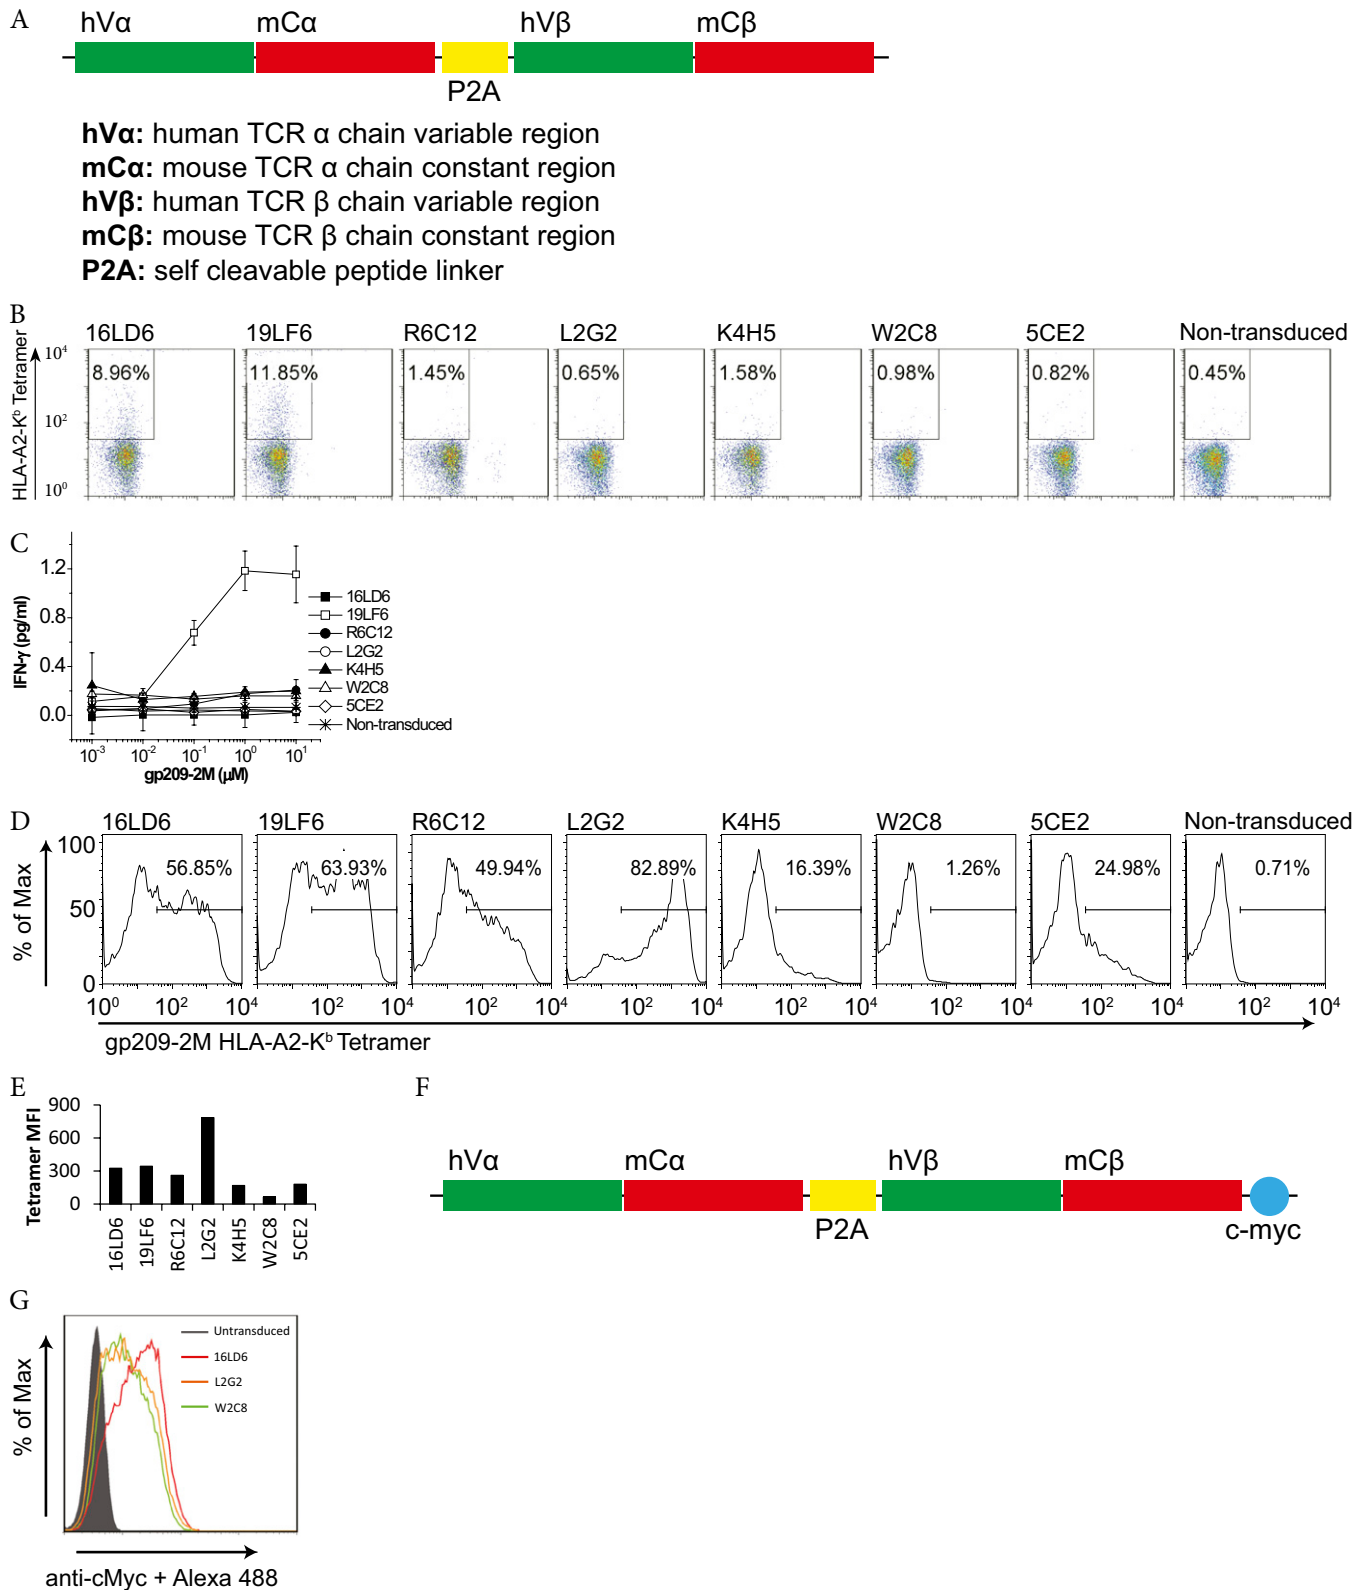 A
hVα mCα hVβ mCβ
P2A
hVα: human TCR α chain variable region
mCα: mouse TCR α chain constant region
hVβ: human TCR β chain variable region
mCβ: mouse TCR β chain constant region
P2A: self cleavable peptide linker
B
HLA-A2-Kᵇ Tetramer
16LD6 19LF6 R6C12 L2G2 K4H5 W2C8 5CE2 Non-transduced
10⁴
8.96% 11.85% 1.45% 0.65% 1.58% 0.98% 0.82% 0.45%
10²
10⁰
C
IFN-γ (pg/ml)
1.2
0.8
0.4
0.0
10⁻³ 10⁻² 10⁻¹ 10⁰ 10¹
gp209-2M (μM)
16LD6
19LF6
R6C12
L2G2
K4H5
W2C8
5CE2
Non-transduced
D
16LD6 19LF6 R6C12 L2G2 K4H5 W2C8 5CE2 Non-transduced
% of Max
100
50
0
56.85% 63.93% 49.94% 82.89% 16.39% 1.26% 24.98% 0.71%
10⁰ 10² 10⁴ 10² 10⁴ 10² 10⁴ 10² 10⁴ 10² 10⁴ 10² 10⁴ 10² 10⁴ 10² 10⁴
gp209-2M HLA-A2-Kᵇ Tetramer
E
Tetramer MFI
900
600
300
0
16LD6 19LF6 R6C12 L2G2 K4H5 W2C8 5CE2
F
hVα mCα hVβ mCβ
P2A c-myc
G
% of Max
Untransduced
16LD6
L2G2
W2C8
anti-cMyc + Alexa 488